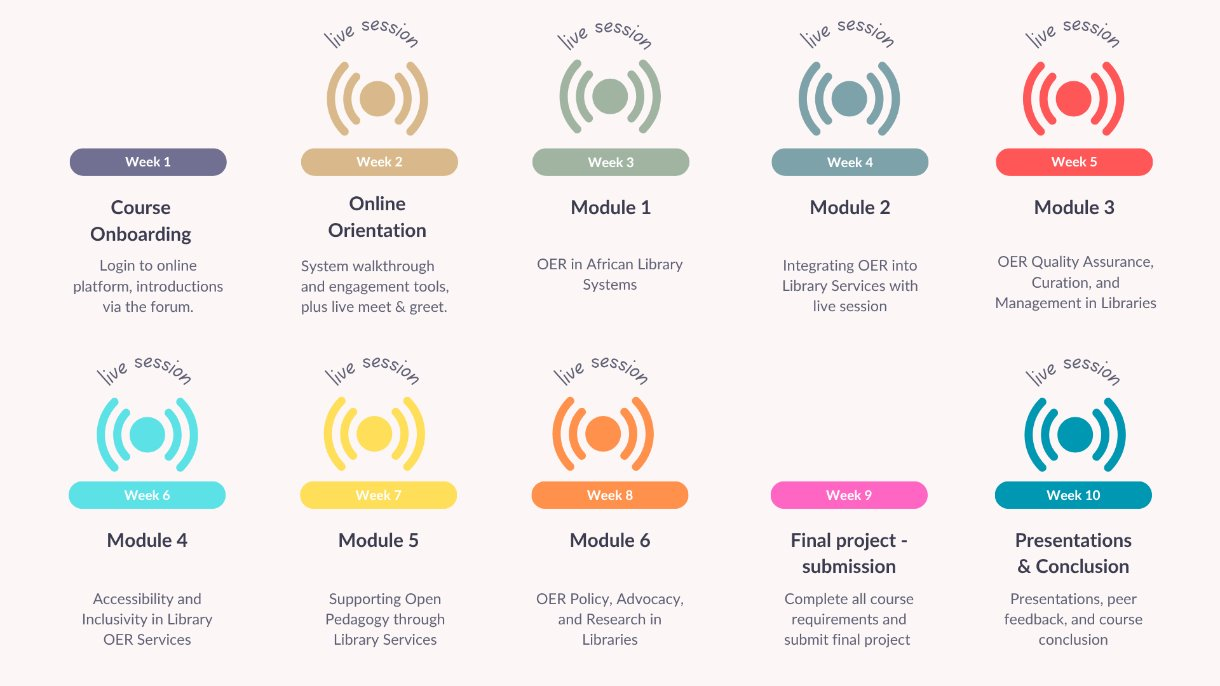 live session
live session
live session
live session
Week 1
Week 2
Week 3
Week 4
Week 5
Course
Onboarding
Login to online
platform, introductions
via the forum.
Online
Orientation
System walkthrough
and engagement tools,
plus live meet & greet.
Module 1
OER in African Library
Systems
Module 2
Integrating OER into
Library Services with
live session
Module 3
OER Quality Assurance,
Curation, and
Management in Libraries
live session
live session
live session
live session
Week 6
Week 7
Week 8
Week 9
Week 10
Module 4
Accessibility and
Inclusivity in Library
OER Services
Module 5
Supporting Open
Pedagogy through
Library Services
Module 6
OER Policy, Advocacy,
and Research in
Libraries
Final project -
submission
Complete all course
requirements and
submit final project
Presentations
& Conclusion
Presentations, peer
feedback, and course
conclusion